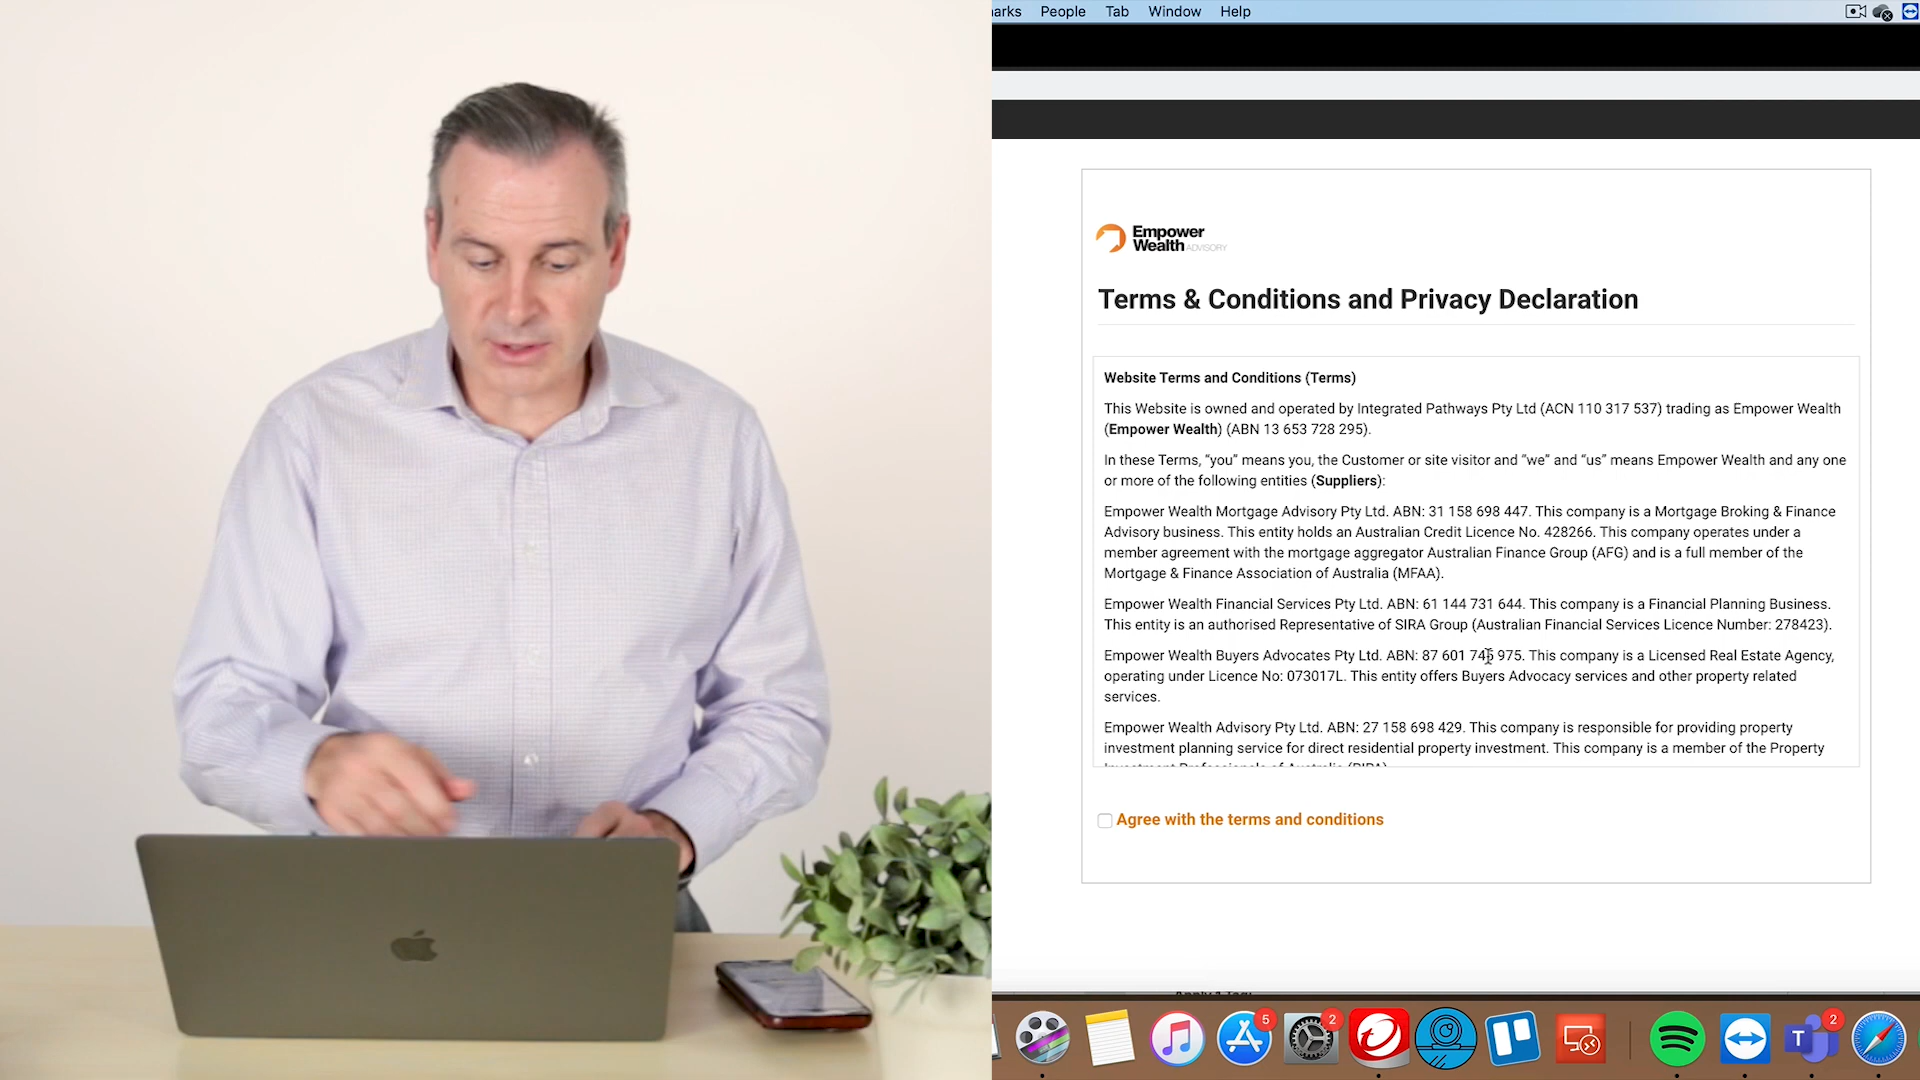 People Tab Window Help
Empower
Wealth ADVISORY
Terms & Conditions and Privacy Declaration
Website Terms and Conditions (Terms)
This Website is owned and operated by Integrated Pathways Pty Ltd (ACN 110 317 537) trading as Empower Wealth
(Empower Wealth) (ABN 13 653 728 295).
In these Terms, “you” means you, the Customer or site visitor and “we” and “us” means Empower Wealth and any one
or more of the following entities (Suppliers):
Empower Wealth Mortgage Advisory Pty Ltd. ABN: 31 158 698 447. This company is a Mortgage Broking & Finance
Advisory business. This entity holds an Australian Credit Licence No. 428266. This company operates under a
member agreement with the mortgage aggregator Australian Finance Group (AFG) and is a full member of the
Mortgage & Finance Association of Australia (MFAA).
Empower Wealth Financial Services Pty Ltd. ABN: 61 144 731 644. This company is a Financial Planning Business.
This entity is an authorised Representative of SIRA Group (Australian Financial Services Licence Number: 278423).
Empower Wealth Buyers Advocates Pty Ltd. ABN: 87 601 975. This company is a Licensed Real Estate Agency,
operating under Licence No: 073017L. This entity offers Buyers Advocacy services and other property related
services.
Empower Wealth Advisory Pty Ltd. ABN: 27 158 698 429. This company is responsible for providing property
investment planning service for direct residential property investment. This company is a member of the Property
Agree with the terms and conditions
5
2
2
T